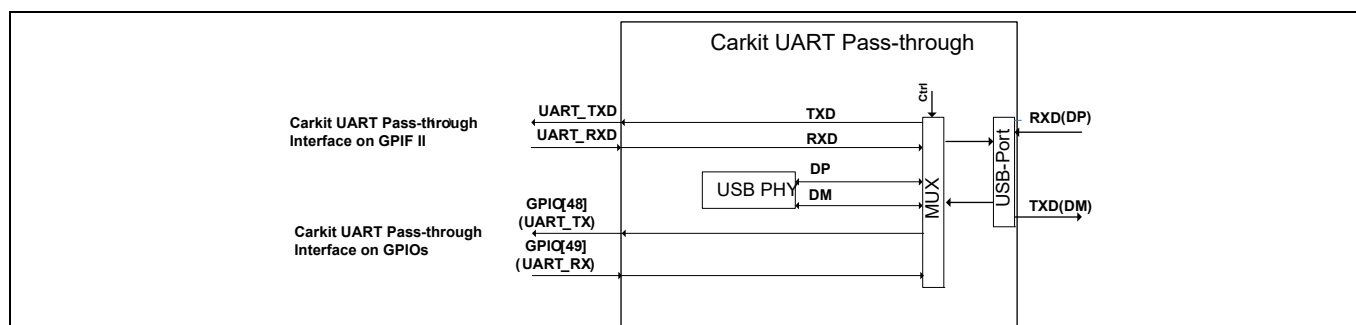 Carkit UART Pass-through
Ctrl
UART_TXD
TXD
RXD(DP)
Carkit UART Pass-through
Interface on GPIF II
UART_RXD
RXD
USB-Port
MUX
DP
USB PHY
DM
TXD(DM)
GPIO[48]
(UART_TX)
Carkit UART Pass-through
Interface on GPIOs
GPIO[49]
(UART_RX)